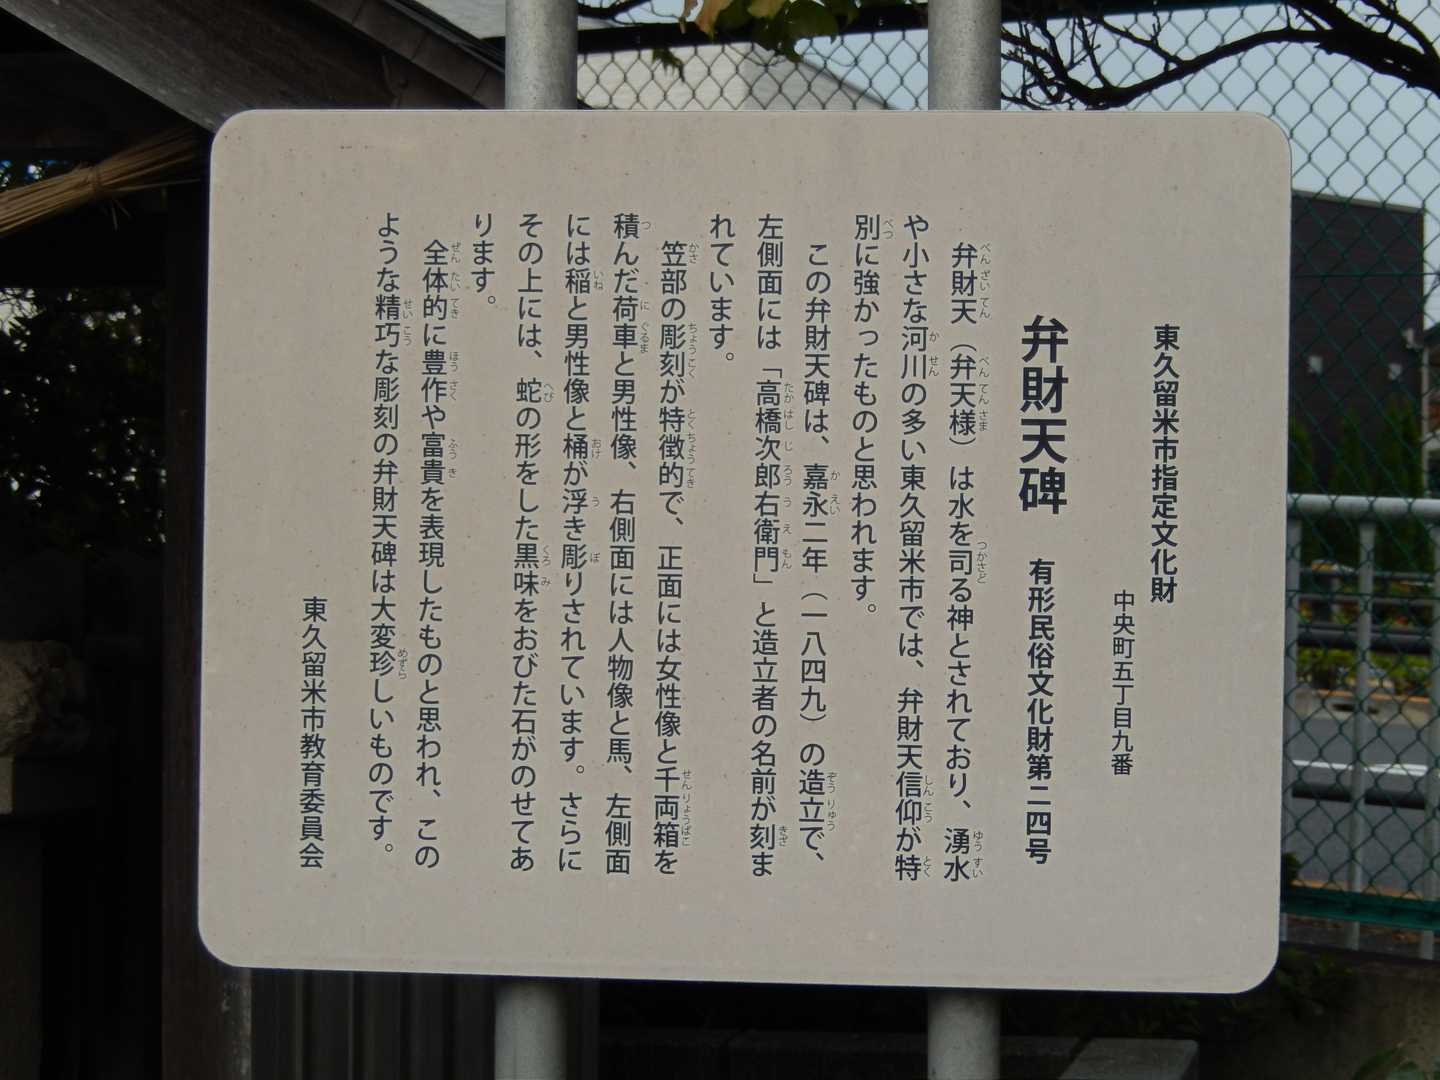 東久留米市指定文化財
中央町五丁目九番
弁財天碑 有形民俗文化財第二四号
弁財天（弁天様）は水を司る神とされており、湧水
や小さな河川の多い東久留米市では、弁財天信仰が特
別に強かったものと思われます。
この弁財天碑は、嘉永二年（一八四九）の造立で、
左側面には「高橋次郎右衛門」と造立者の名前が刻ま
れています。
笠部の彫刻が特徴的で、正面には女性像と千両箱を
積んだ荷車と男性像、右側面には人物像と馬、左側面
には稲と男性像と桶が浮き彫りされています。さらに
その上には、蛇の形をした黒味をおびた石がのせてあ
ります。
全体的に豊作や富貴を表現したものと思われ、この
ような精巧な彫刻の弁財天碑は大変珍しいものです。
東久留米市教育委員会